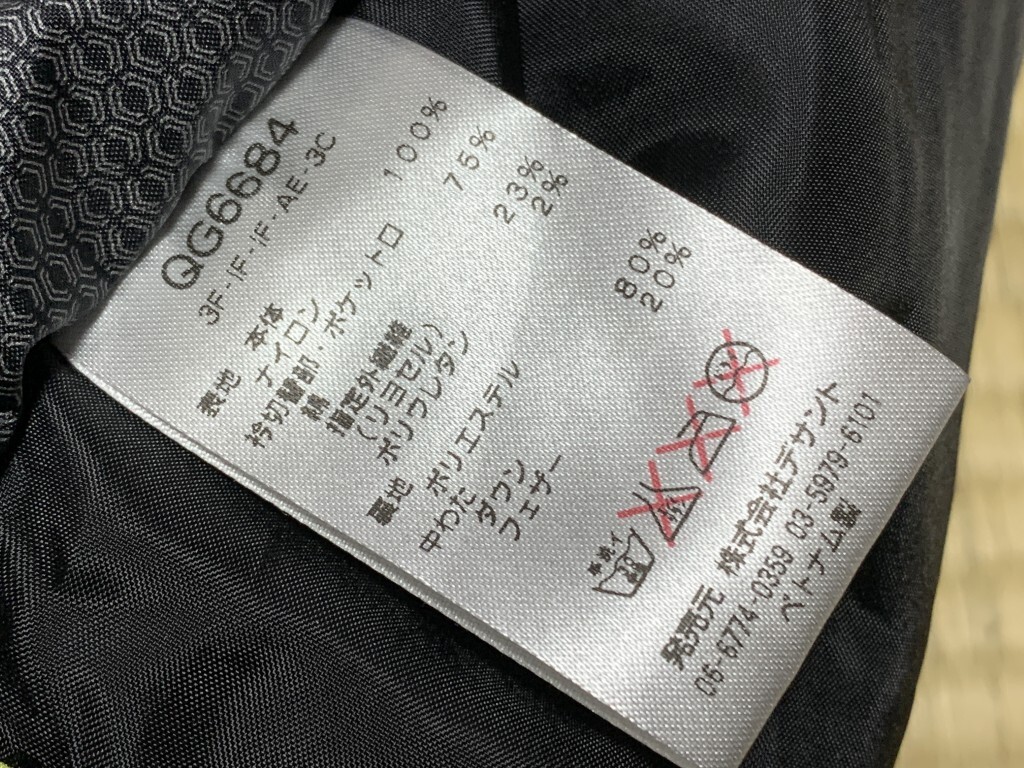 QG6684
3F-IF-IF-AE-3C
表地 本体
ナイロン 100%
衿切替部・ポケット口
綿 75%
指定外繊維
(リヨセル) 23%
ポリウレタン 2%
裏地 ポリエステル
中わた
ダウン 80%
フェザー 20%
手洗イ
30
発売元 株式会社デサント
06-6774-0359 03-5979-6101
ベトナム製